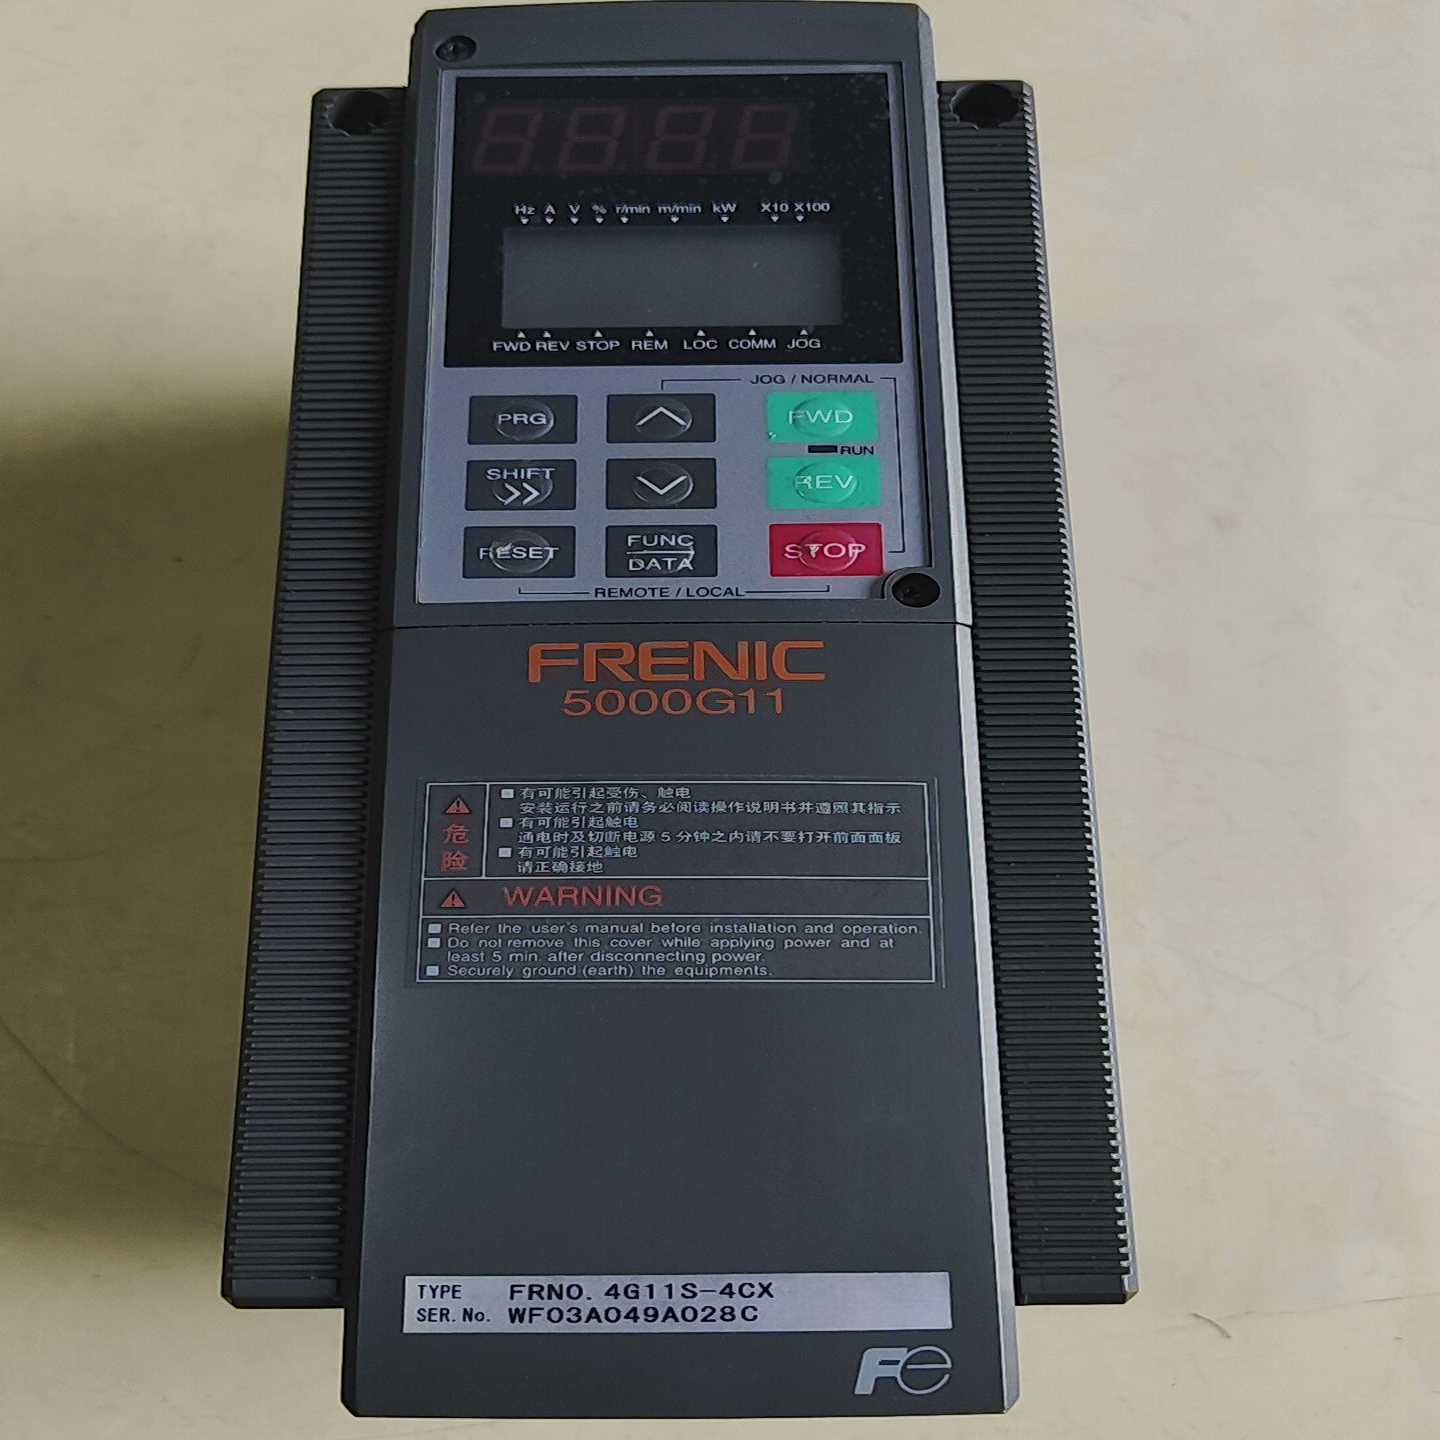 8888
Hz A V % r/min m/min kW X10 X100
FWD REV STOP REM LOC COMM JOG
JOG / NORMAL
PRG
FWD
RUN
SHIFT
REV
RESET
FUNC
DATA
STOP
REMOTE / LOCAL
FRENIC
5000G11
危险
有可能引起受伤、触电
安装运行之前请务必阅读操作说明书并遵照其指示
有可能引起触电
通电时及切断电源 5 分钟之内请不要打开前面面板
有可能引起触电
请正确接地
WARNING
Refer the user's manual before installation and operation.
Do not remove this cover while applying power and at
least 5 min. after disconnecting power.
Securely ground (earth) the equipments.
TYPE FRN0.4G11S-4CX
SER.No. WF03A049A028C
Fe